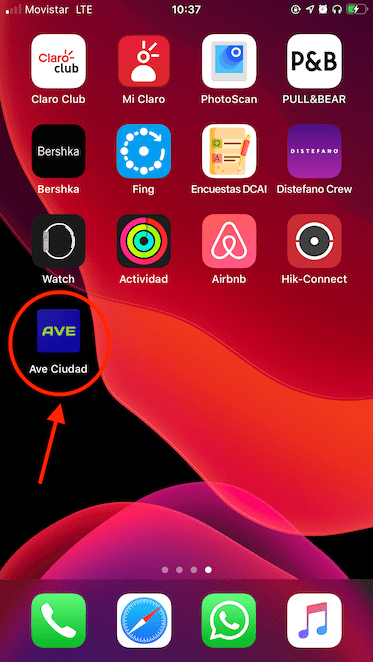 Movistar LTE 10:37
Claro-
club
P&B
Claro Club Mi Claro PhotoScan PULL&BEAR
Bershka DISTEFANO
Bershka Fing Encuestas DCAI Distefano Crew
Watch Actividad Airbnb Hik-Connect
AVE
Ave Ciudad